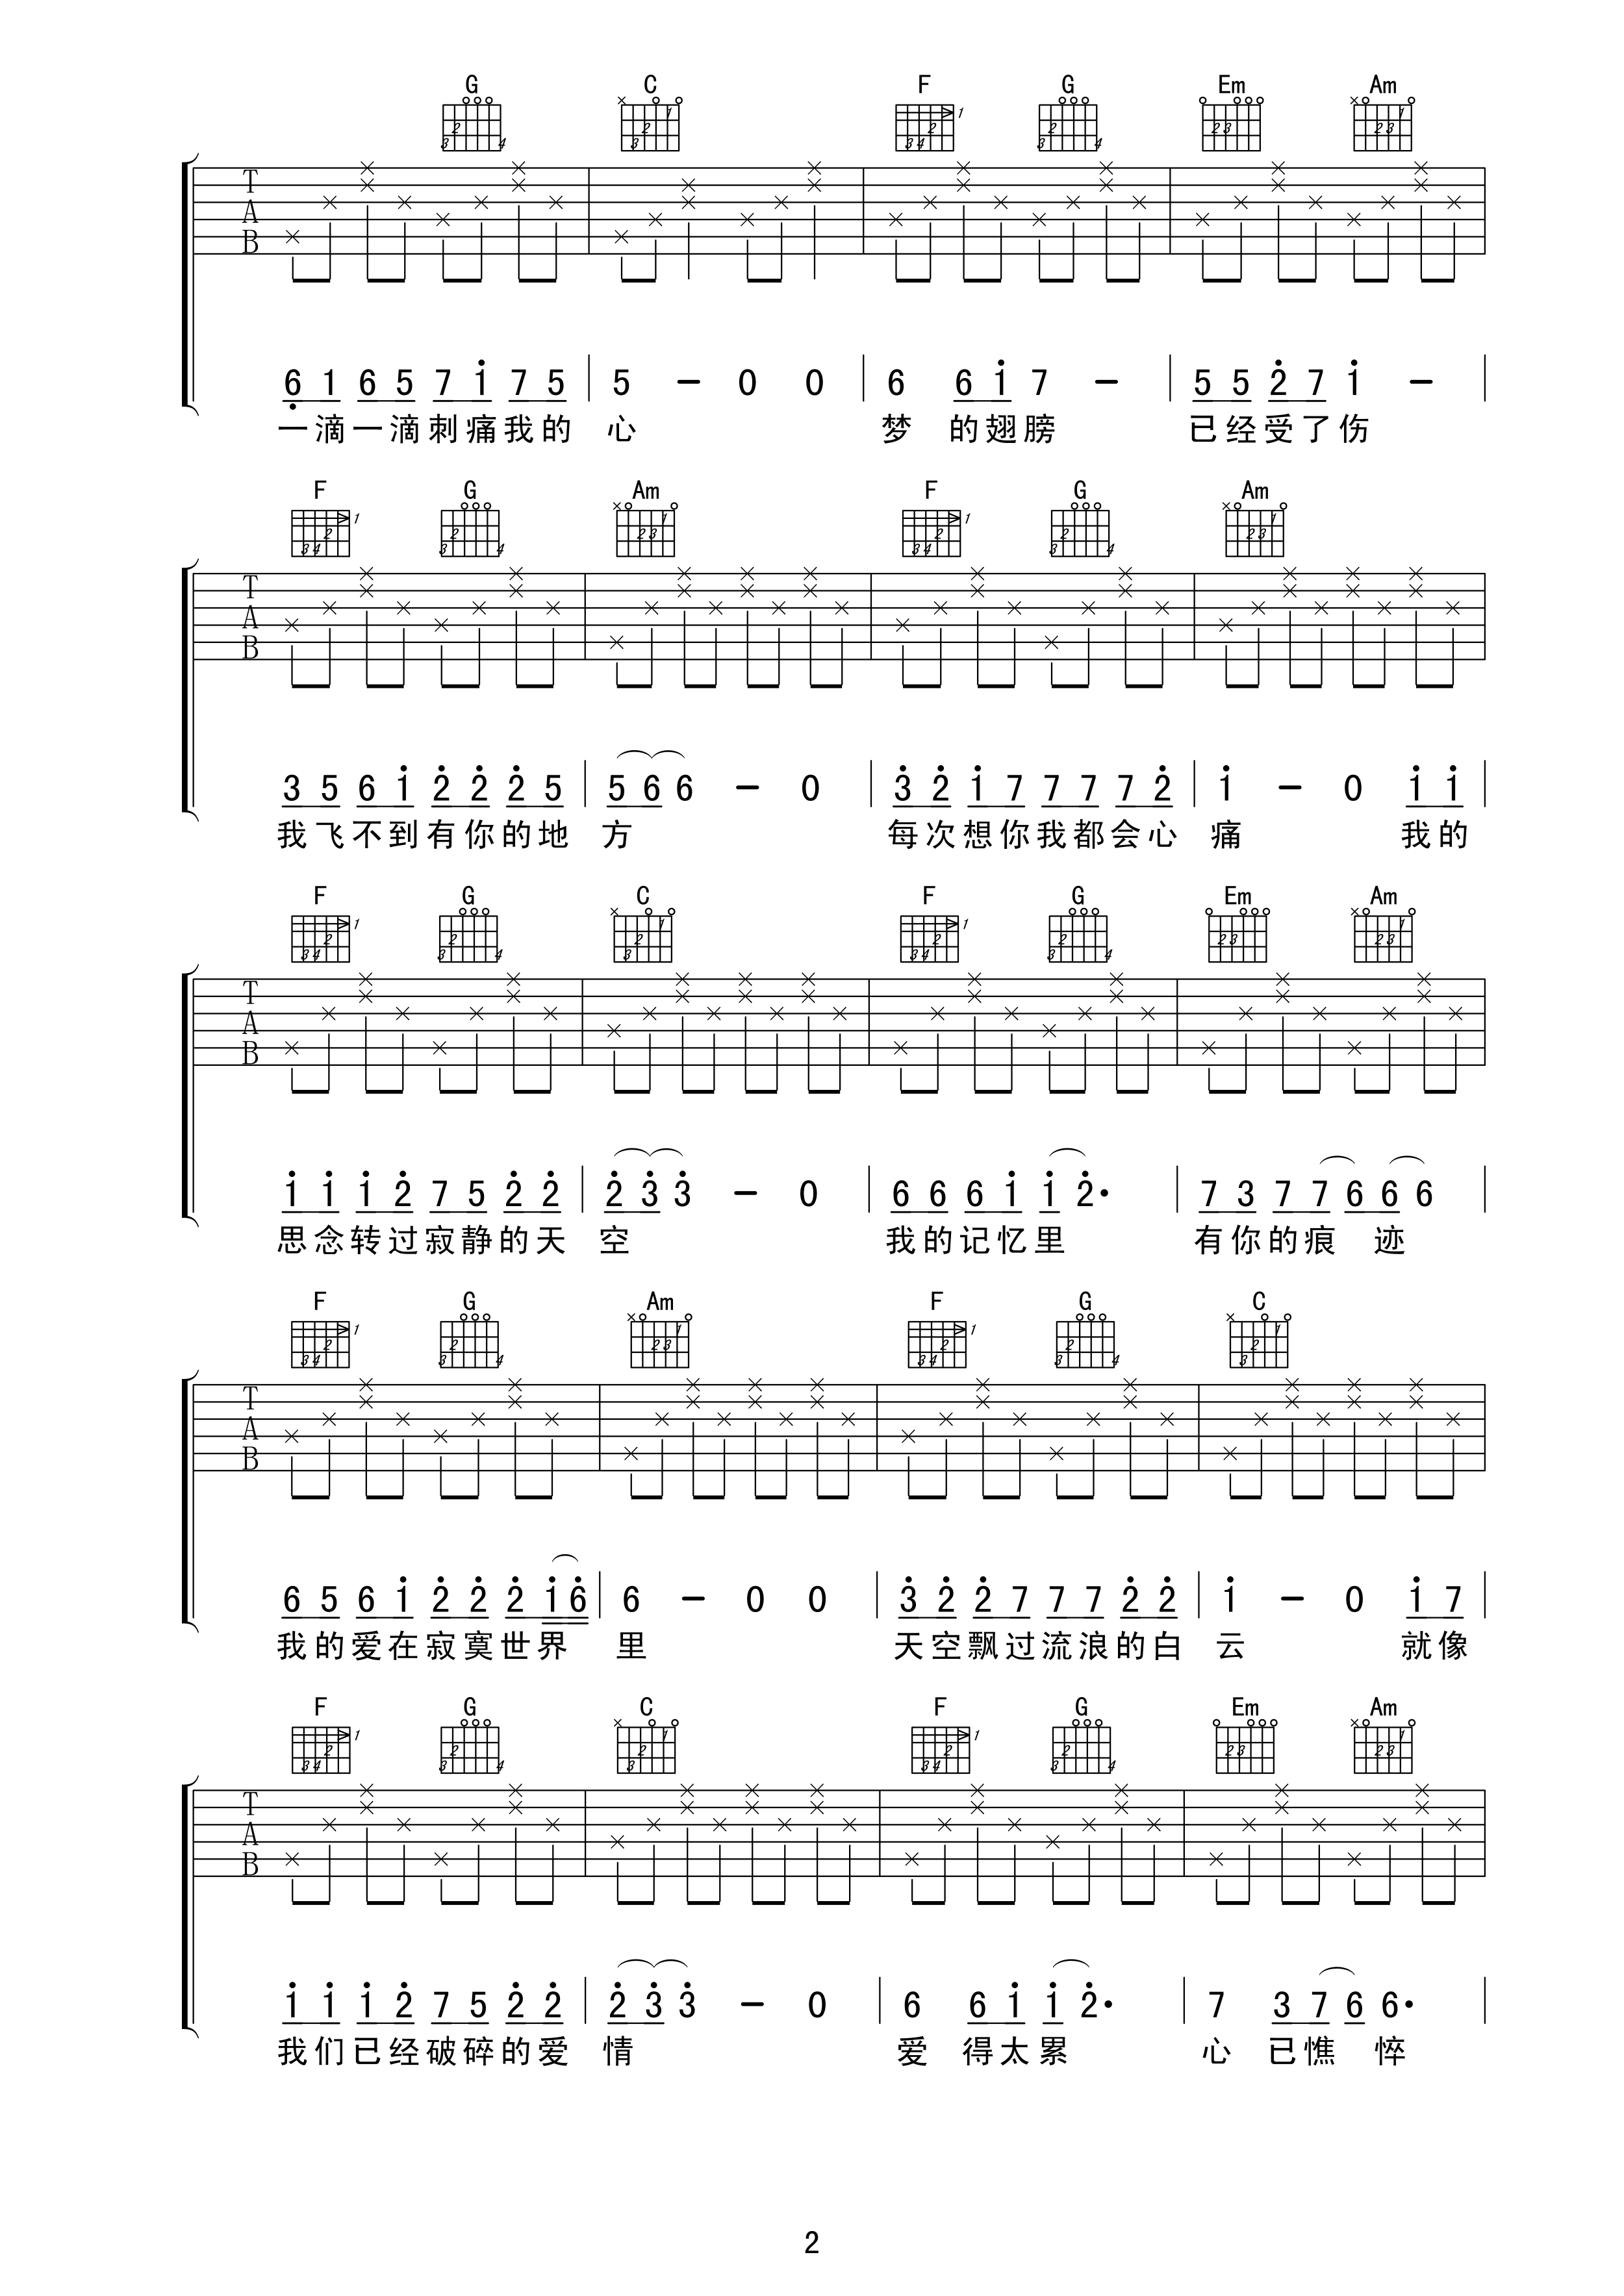 G C F G Em Am
T
A
B
6 1 6 5 7 1 7 5 5 - 0 0 6 6 1 7 - 5 5 2 7 1 -
一滴一滴刺痛我的 心 梦 的翅膀 已经受了伤
F G Am F G Am
T
A
B
3 5 6 1 2 2 2 5 5 6 6 - 0 3 2 1 7 7 7 7 2 1 - 0 1 1
我飞不到有你的地 方 每次想你我都会心 痛 我的
F G C F G Em Am
T
A
B
1 1 1 2 7 5 2 2 2 3 3 - 0 6 6 6 1 1 2· 7 3 7 7 6 6 6
思念转过寂静的天 空 我的记忆里 有你的痕 迹
F G Am F G C
T
A
B
6 5 6 1 2 2 2 1 6 6 - 0 0 3 2 2 7 7 7 2 2 1 - 0 1 7
我的爱在寂寞世界 里 天空飘过流浪的白 云 就像
F G C F G Em Am
T
A
B
1 1 1 2 7 5 2 2 2 3 3 - 0 6 6 1 1 2· 7 3 7 6 6·
我们已经破碎的爱 情 爱 得太累 心 已憔 悴
2